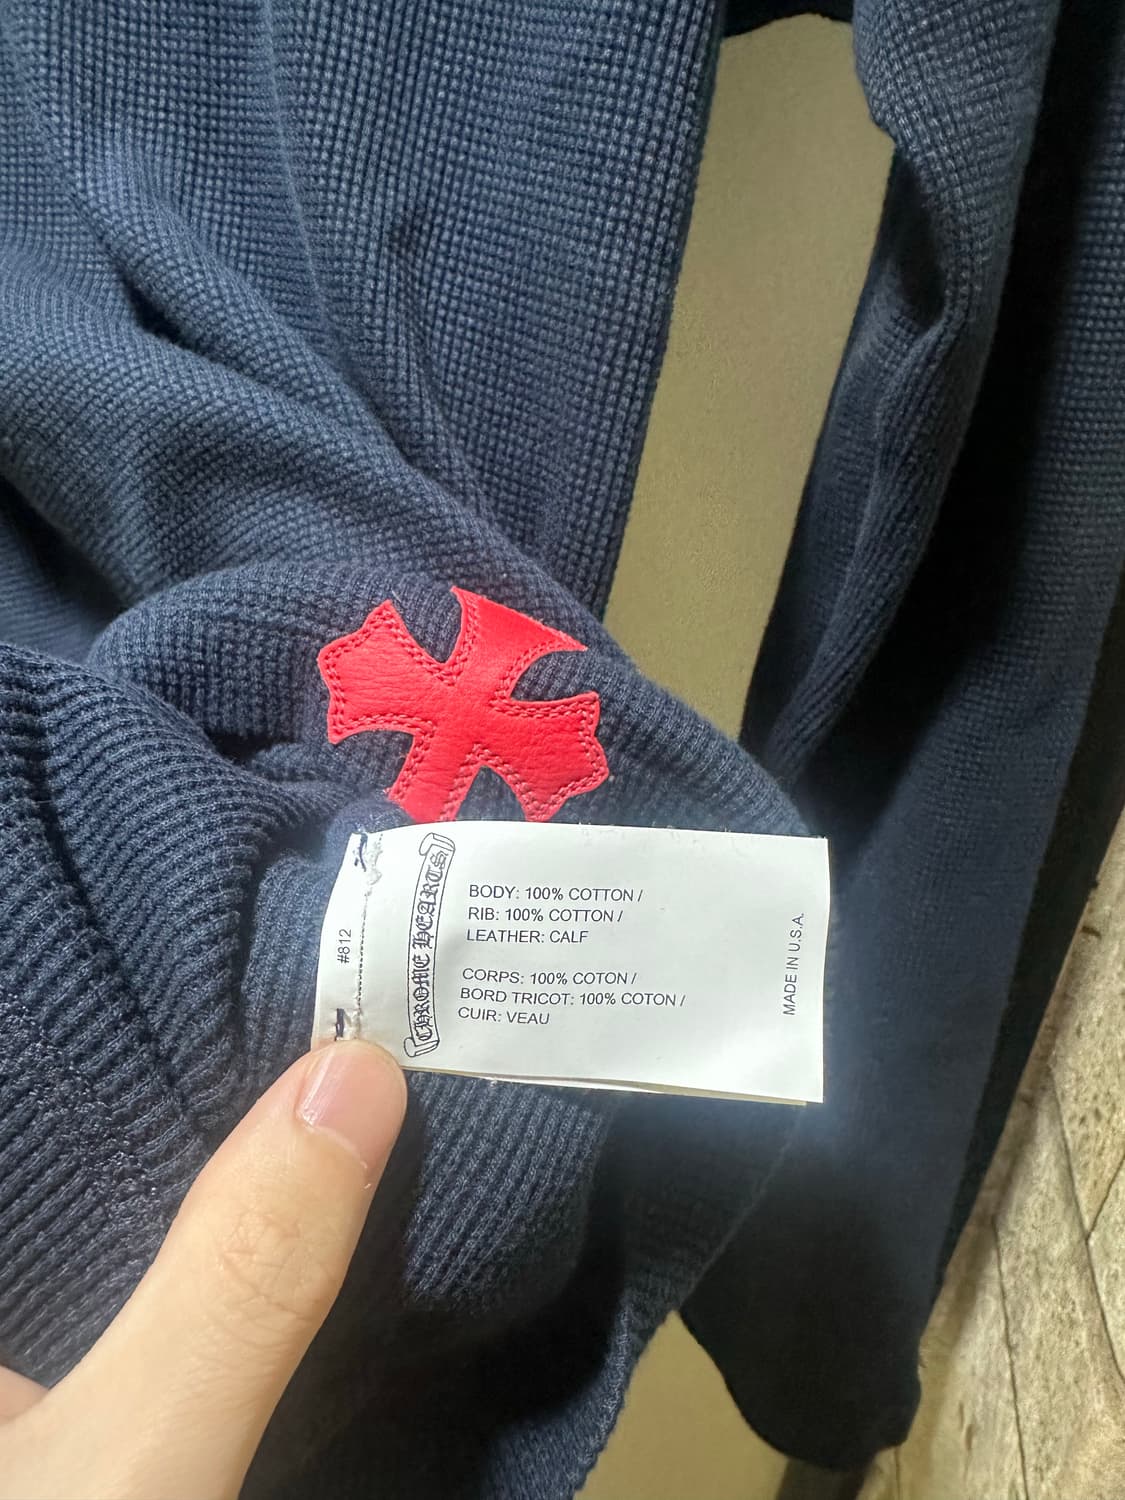 #812
CHROME HEARTS
BODY: 100% COTTON /
RIB: 100% COTTON /
LEATHER: CALF
CORPS: 100% COTON /
BORD TRICOT: 100% COTON /
CUIR: VEAU
MADE IN U.S.A.